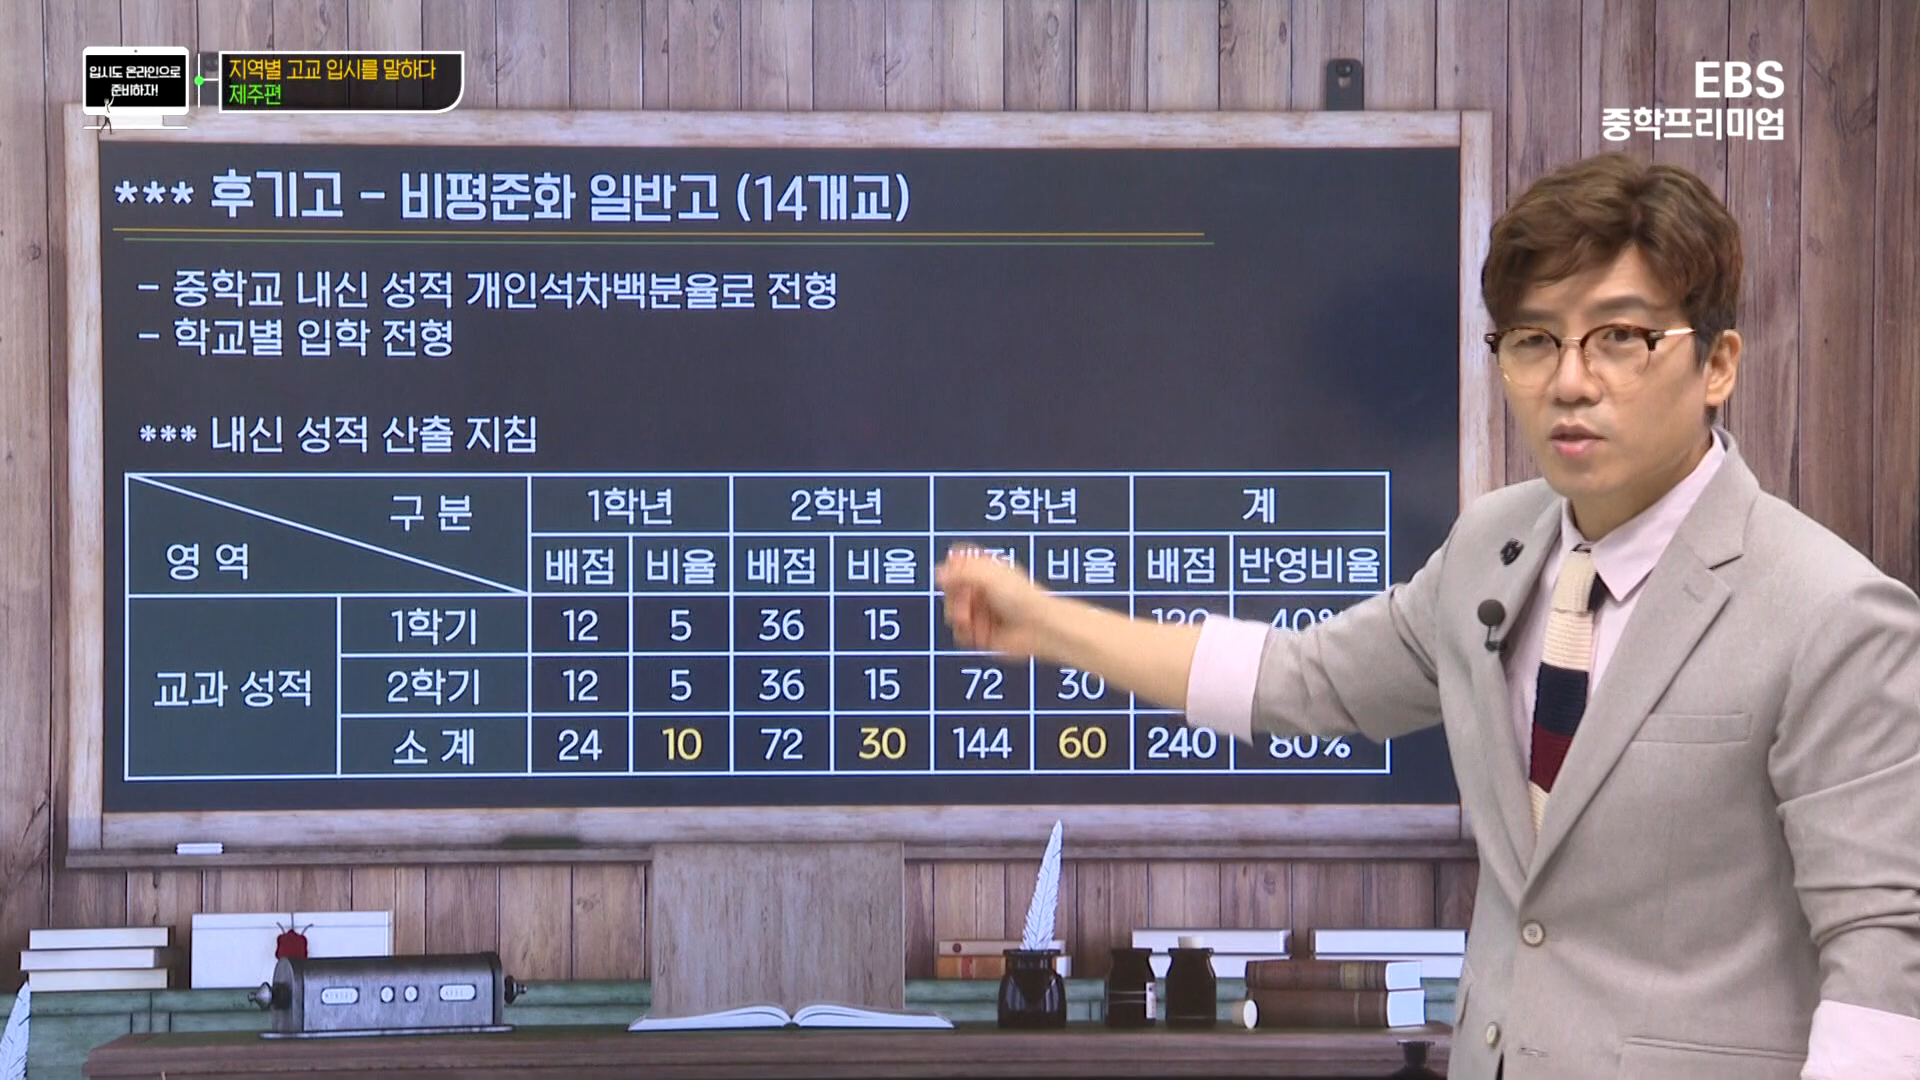 입시도 온라인으로
준비하자!
지역별 고교 입시를 말하다
제주편
EBS
중학프리미엄
*** 후기고 - 비평준화 일반고 (14개교)
- 중학교 내신 성적 개인석차백분율로 전형
- 학교별 입학 전형
*** 내신 성적 산출 지침
구 분 1학년 2학년 3학년 계
영 역 배점 비율 배점 비율 비율 배점 반영비율
교과 성적
1학기 12 5 36 15 120 40%
2학기 12 5 36 15 72 30
소 계 24 10 72 30 144 60 240 80%